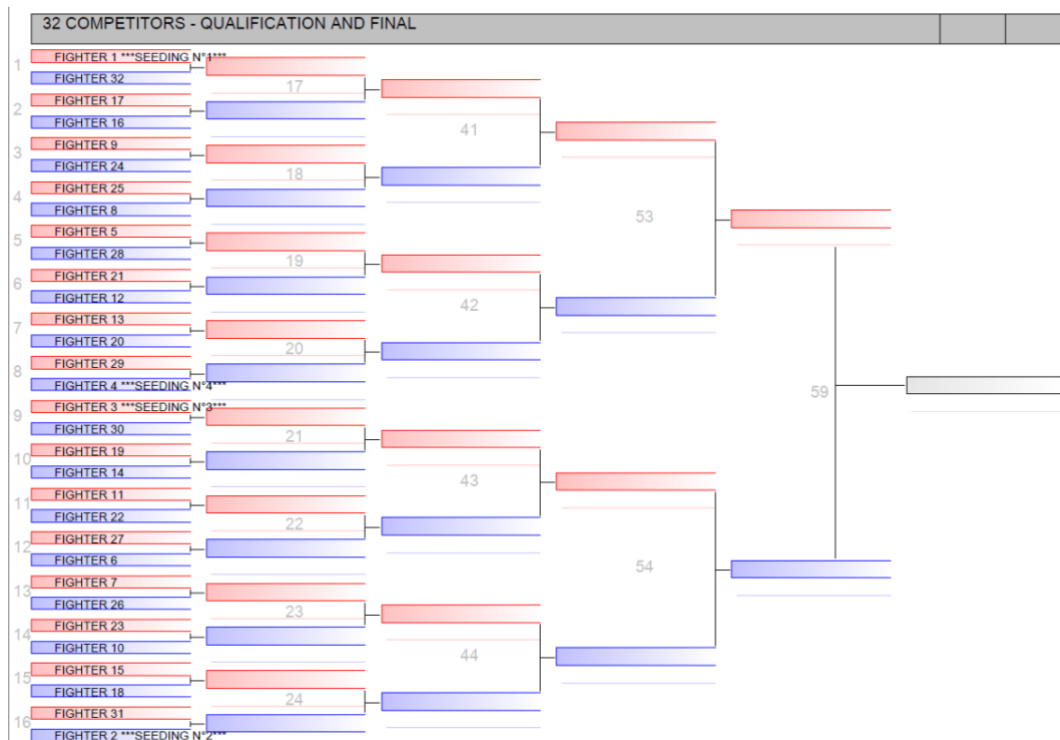 32 COMPETITORS - QUALIFICATION AND FINAL
1
FIGHTER 1 ***SEEDING N°1***
FIGHTER 32
17
2
FIGHTER 17
FIGHTER 16
41
3
FIGHTER 9
FIGHTER 24
18
4
FIGHTER 25
FIGHTER 8
53
5
FIGHTER 5
FIGHTER 28
19
6
FIGHTER 21
FIGHTER 12
42
7
FIGHTER 13
FIGHTER 20
20
8
FIGHTER 29
FIGHTER 4 ***SEEDING N°4***
59
9
FIGHTER 3 ***SEEDING N°3***
FIGHTER 30
21
10
FIGHTER 19
FIGHTER 14
43
11
FIGHTER 11
FIGHTER 22
22
12
FIGHTER 27
FIGHTER 6
54
13
FIGHTER 7
FIGHTER 26
23
14
FIGHTER 23
FIGHTER 10
44
15
FIGHTER 15
FIGHTER 18
24
16
FIGHTER 31
FIGHTER 2 ***SEEDING N°2***